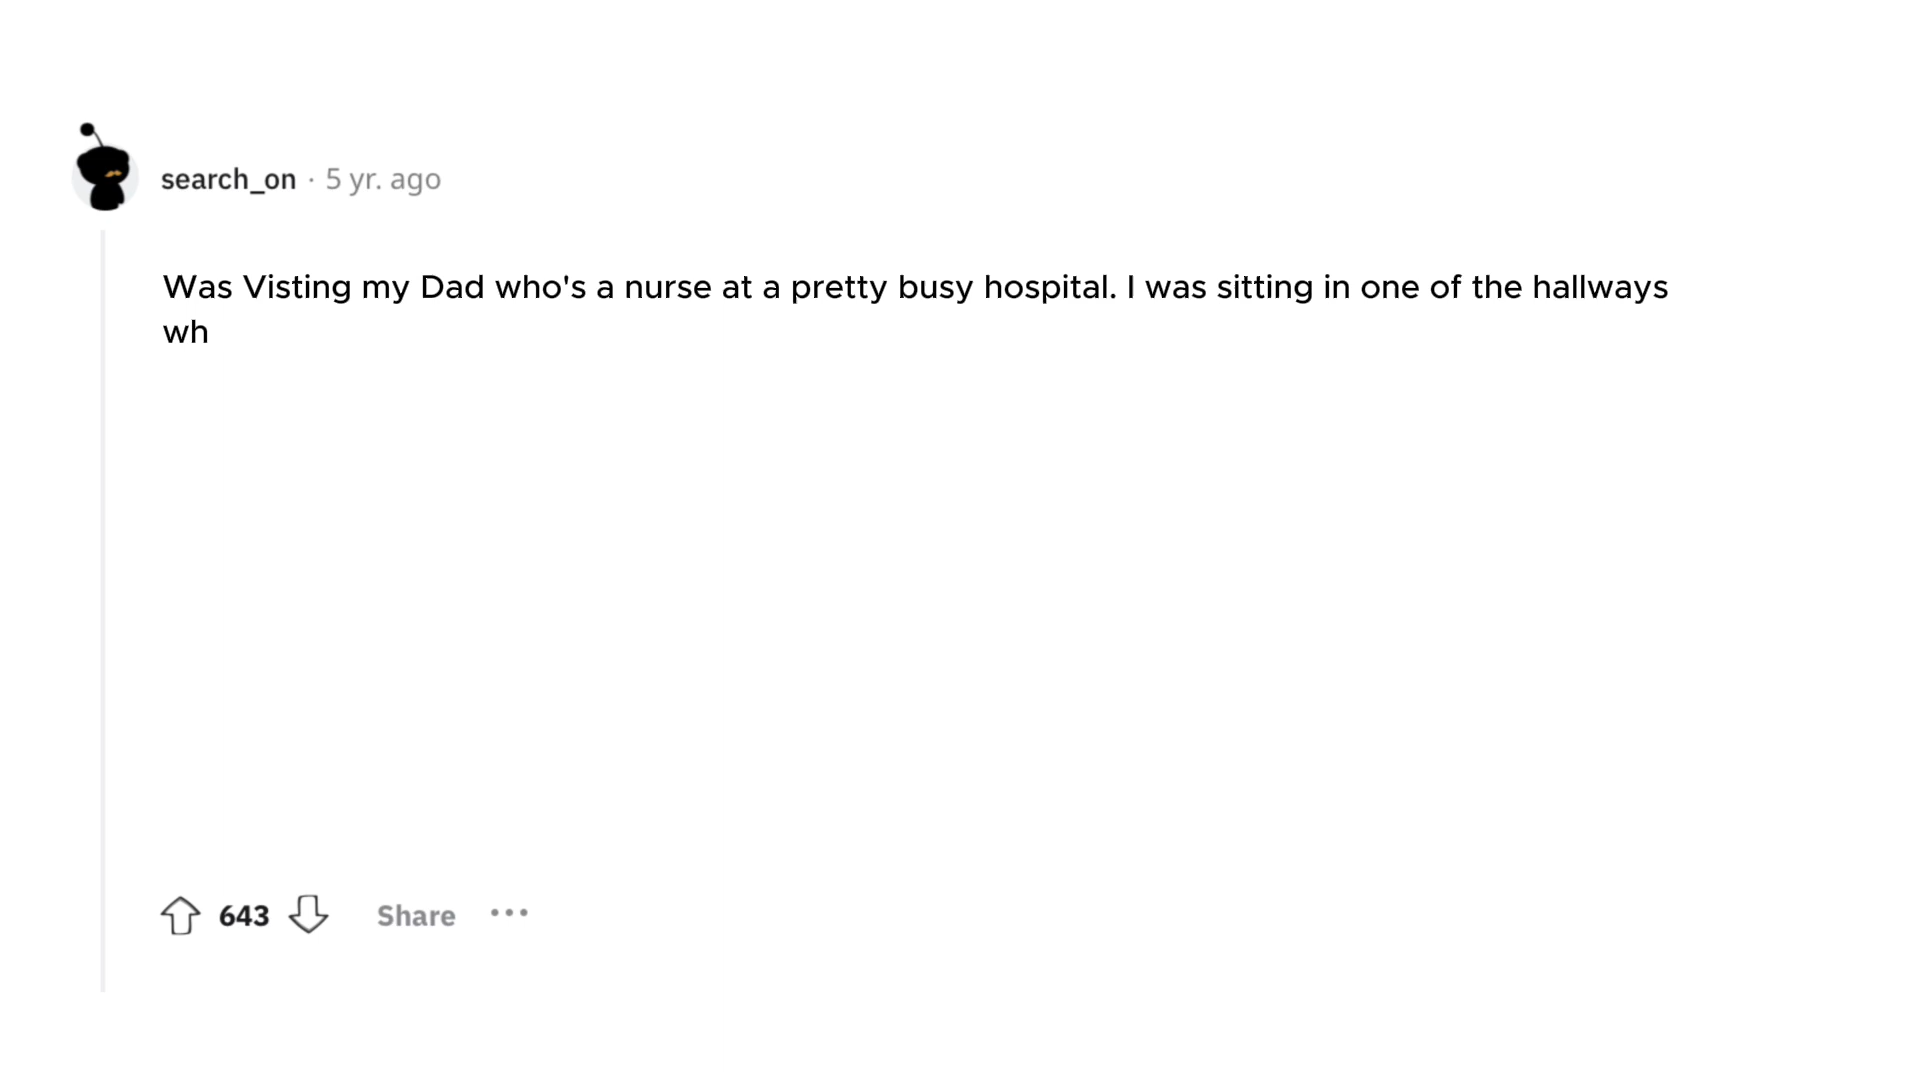 search_on · 5 yr. ago
Was Visting my Dad who's a nurse at a pretty busy hospital. I was sitting in one of the hallways
wh
643 Share ···